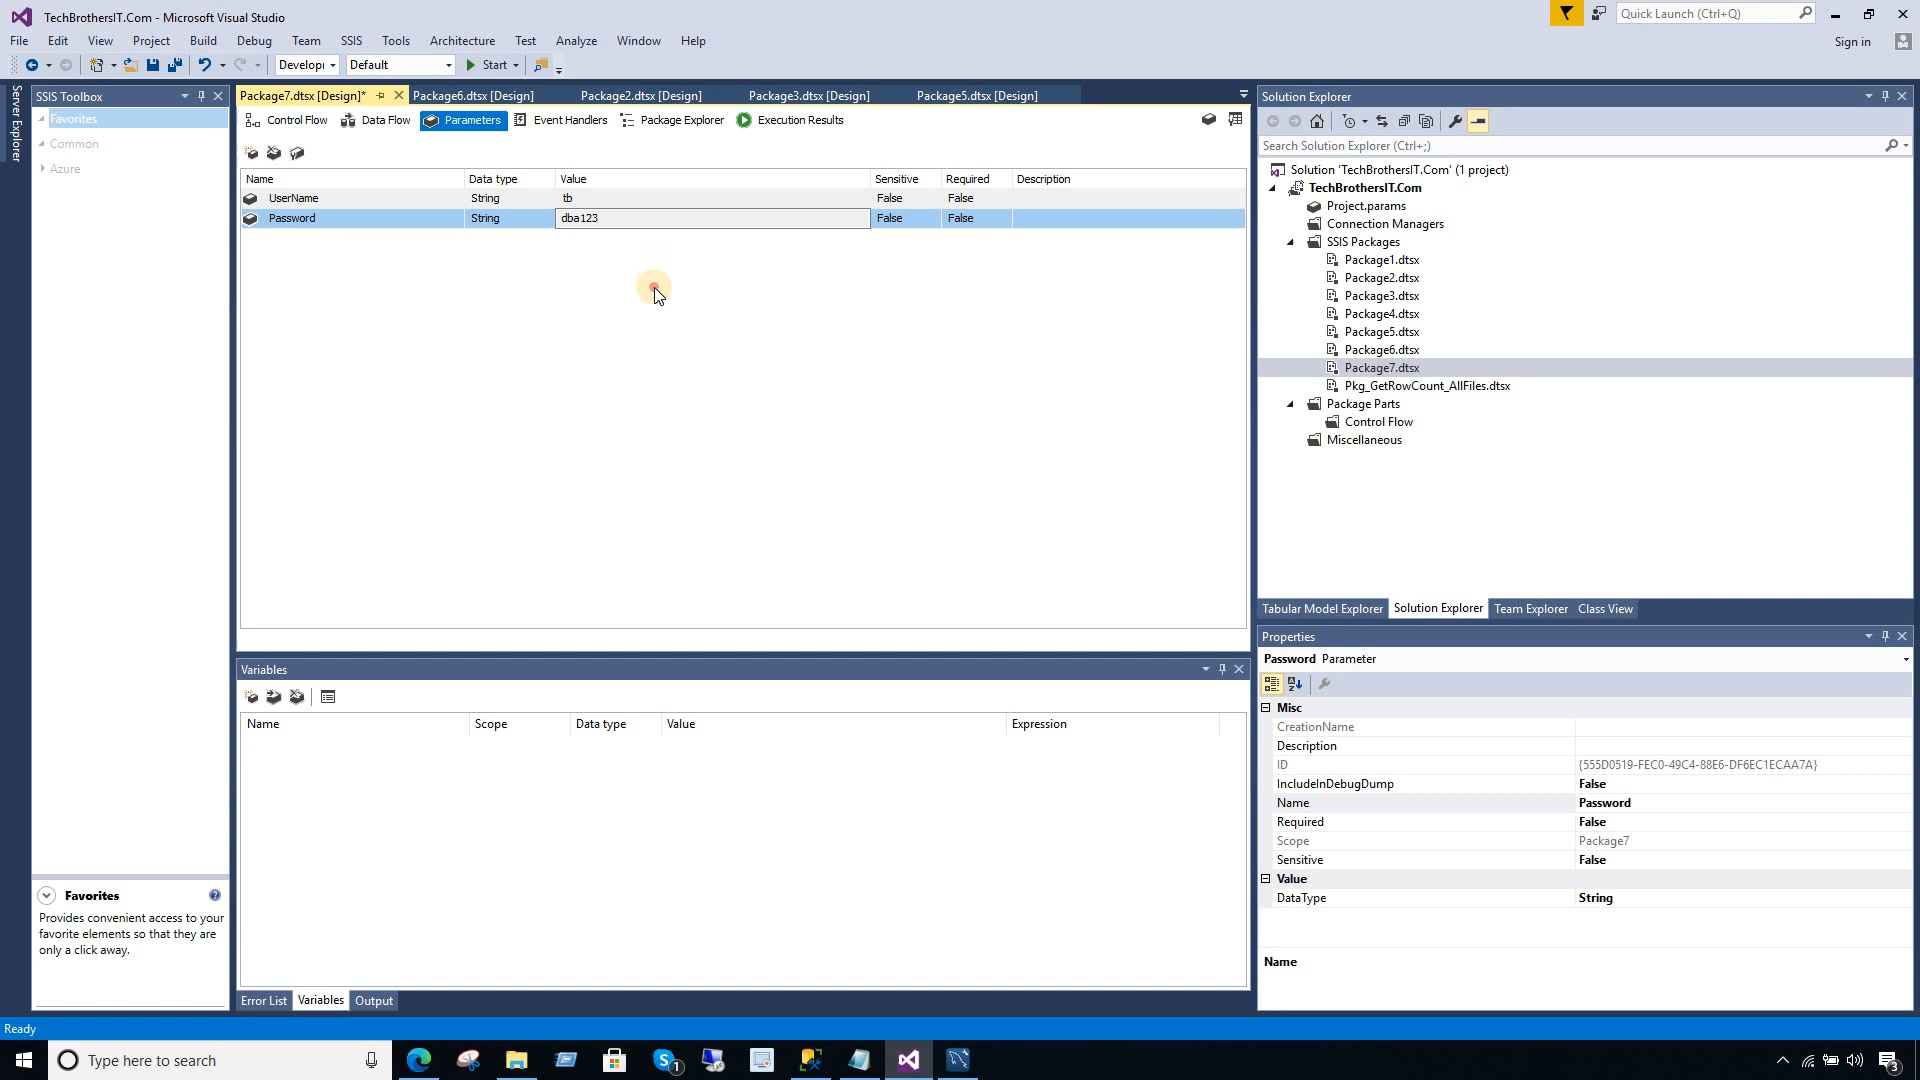 TechBrothersIT.Com - Microsoft Visual Studio
Quick Launch (Ctrl+Q)
File Edit View Project Build Debug Team SSIS Tools Architecture Test Analyze Window Help
Sign in
Developı Default Start
Server Explorer
SSIS Toolbox
Favorites
Common
Azure
Package7.dtsx [Design]* Package6.dtsx [Design] Package2.dtsx [Design] Package3.dtsx [Design] Package5.dtsx [Design]
Control Flow Data Flow Parameters Event Handlers Package Explorer Execution Results
Name Data type Value Sensitive Required Description
UserName String tb False False
Password String dba123 False False
Solution Explorer
Search Solution Explorer (Ctrl+;)
Solution 'TechBrothersIT.Com' (1 project)
TechBrothersIT.Com
Project.params
Connection Managers
SSIS Packages
Package1.dtsx
Package2.dtsx
Package3.dtsx
Package4.dtsx
Package5.dtsx
Package6.dtsx
Package7.dtsx
Pkg_GetRowCount_AllFiles.dtsx
Package Parts
Control Flow
Miscellaneous
Tabular Model Explorer Solution Explorer Team Explorer Class View
Variables
Name Scope Data type Value Expression
Properties
Password Parameter
Misc
CreationName
Description
ID {555D0519-FEC0-49C4-88E6-DF6EC1ECAA7A}
IncludeInDebugDump False
Name Password
Required False
Scope Package7
Sensitive False
Value
DataType String
Name
Favorites
Provides convenient access to your
favorite elements so that they are
only a click away.
Error List Variables Output
Ready
Type here to search
1
3